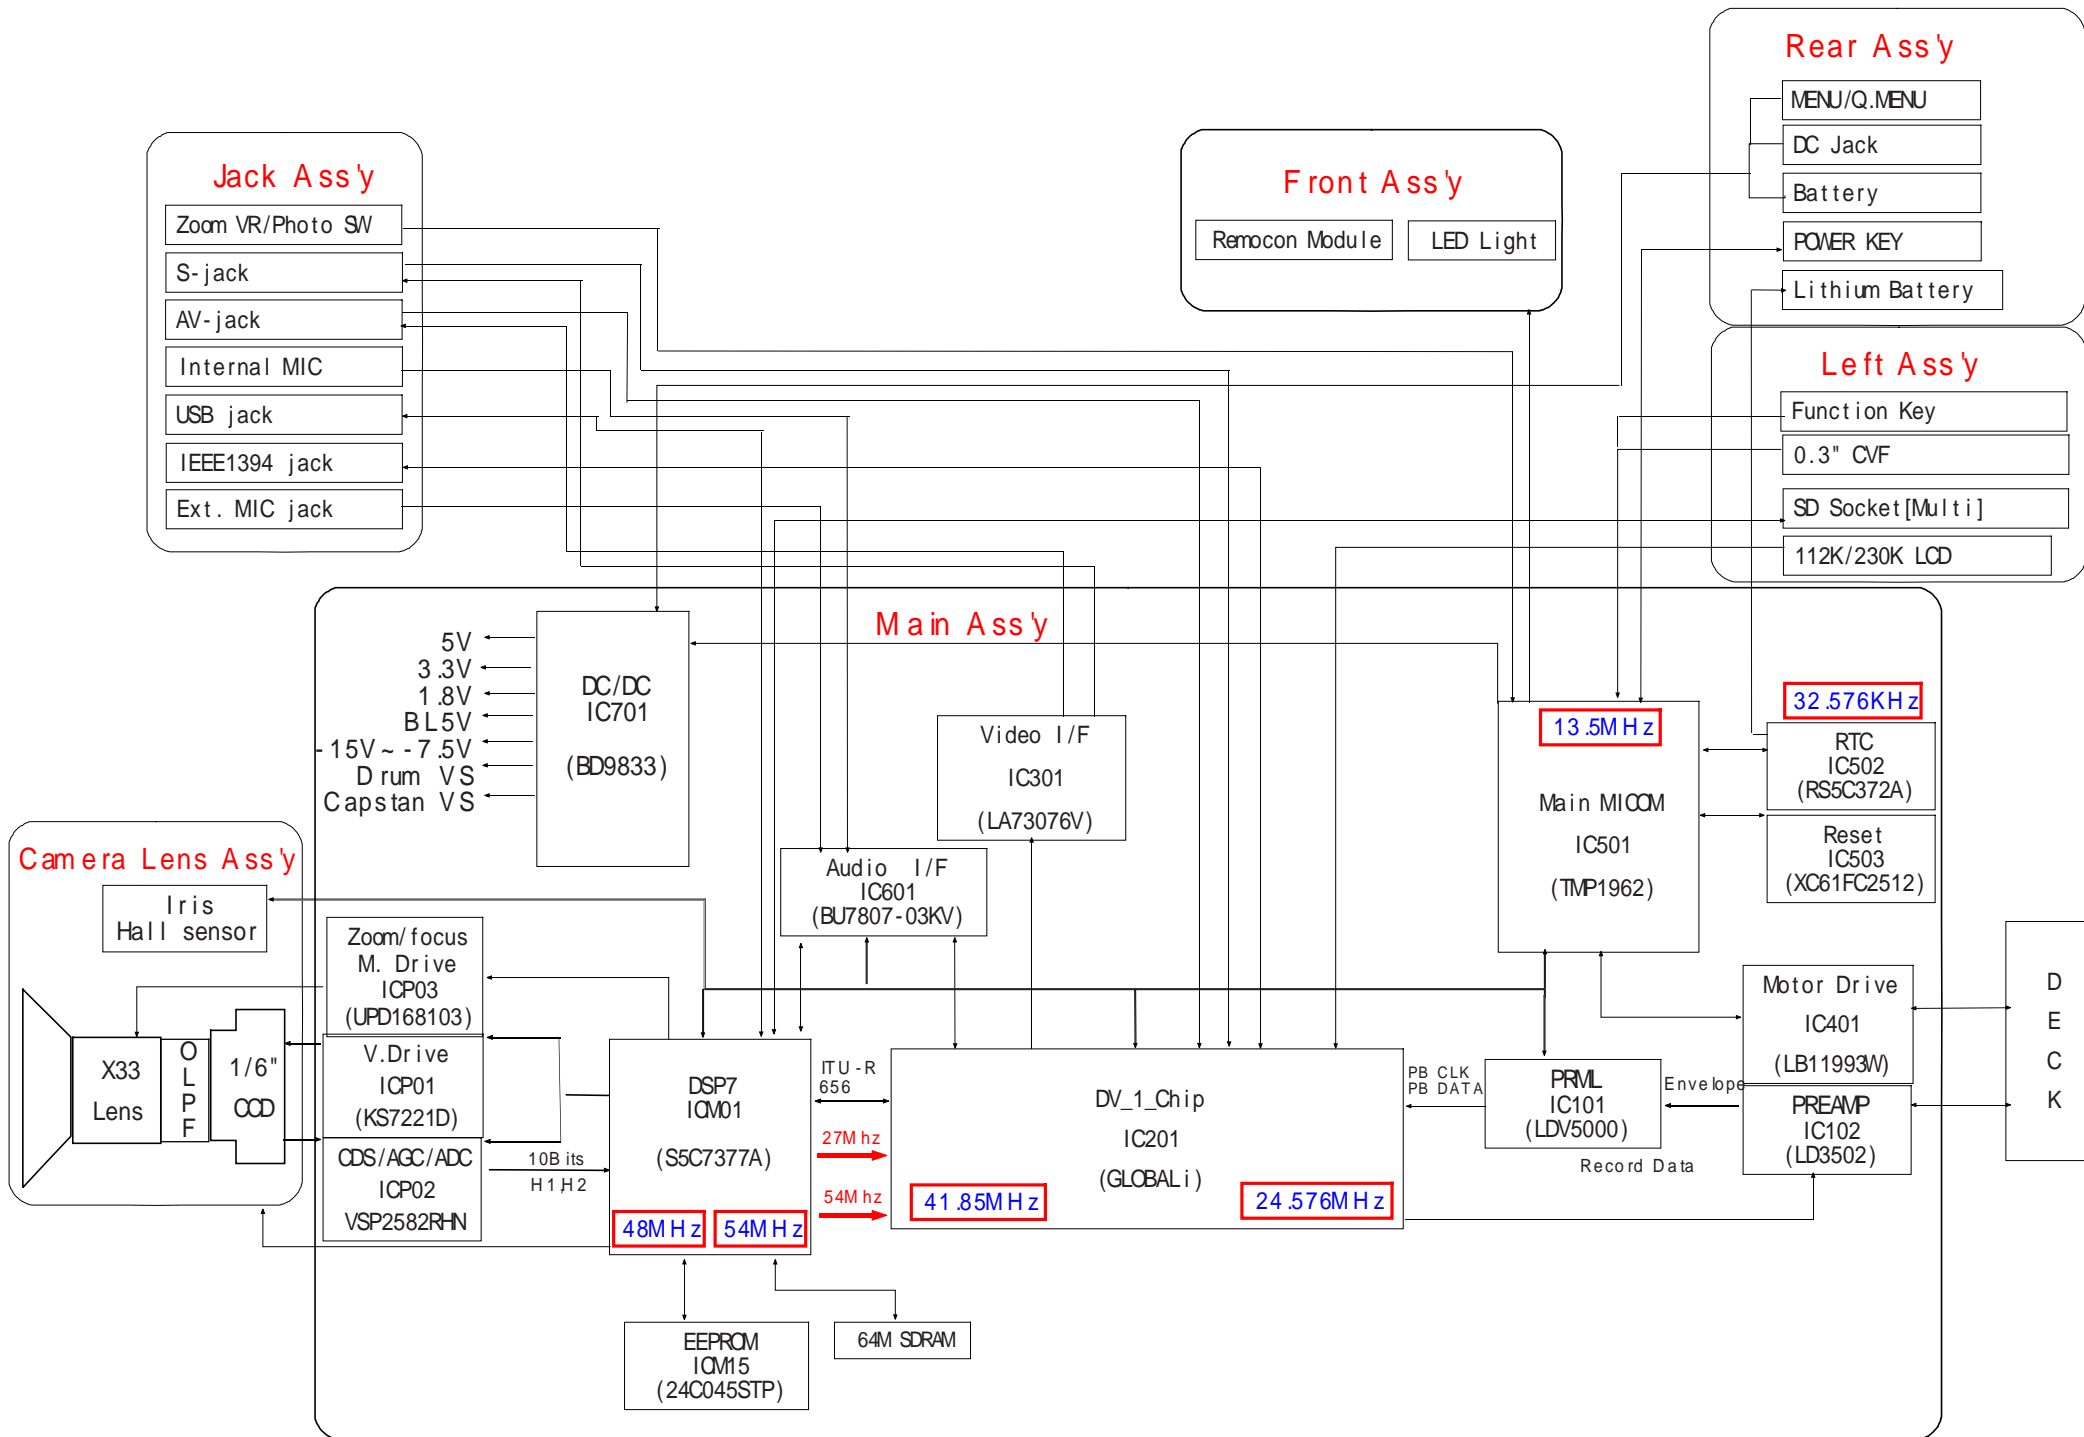 Rear Ass'y
MENU/Q.MENU
DC Jack
Battery
POWER KEY
Lithium Battery
Jack Ass'y
Zoom VR/Photo SW
S-jack
AV-jack
Internal MIC
USB jack
IEEE1394 jack
Ext. MIC jack
Front Ass'y
Remocon Module
LED Light
Left Ass'y
Function Key
0.3" CVF
SD Socket[Multi]
112K/230K LCD
Main Ass'y
5V
3.3V
1.8V
BL5V
-15V ~ -7.5V
Drum VS
Capstan VS
DC/DC
IC701
(BD9833)
Video I/F
IC301
(LA73076V)
Audio I/F
IC601
(BU7807-03KV)
13.5MHz
Main MICOM
IC501
(TMP1962)
32.576KHz
RTC
IC502
(RS5C372A)
Reset
IC503
(XC61FC2512)
Camera Lens Ass'y
Iris
Hall sensor
X33
Lens
OLPF
1/6"
CCD
Zoom/focus
M. Drive
ICP03
(UPD168103)
V.Drive
ICP01
(KS7221D)
CDS/AGC/ADC
ICP02
VSP2582RHN
10Bits
H1,H2
DSP7
ICM01
(S5C7377A)
48MHz
54MHz
ITU-R
656
27Mhz
54Mhz
DV_1_Chip
IC201
(GLOBALi)
41.85MHz
24.576MHz
PB CLK
PB DATA
PRML
IC101
(LDV5000)
Envelope
Record Data
Motor Drive
IC401
(LB11993W)
PREAMP
IC102
(LD3502)
DECK
EEPROM
ICM15
(24C045STP)
64M SDRAM